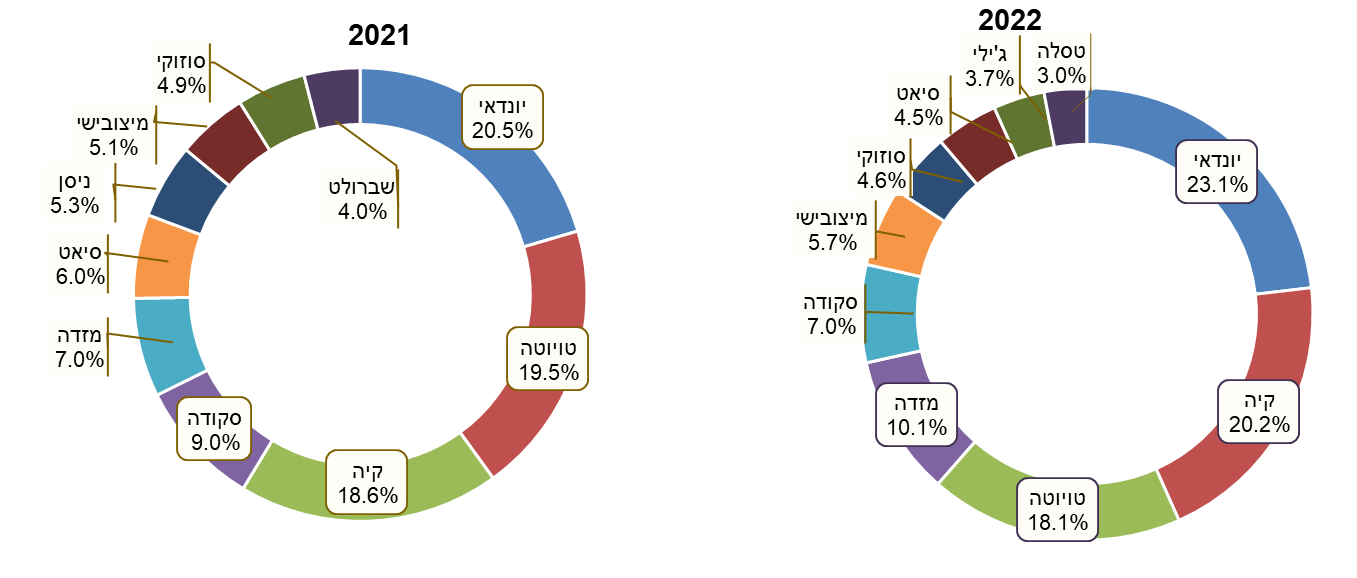 2021
יונדאי
20.5%
טויוטה
19.5%
קיה
18.6%
סקודה
9.0%
מזדה
7.0%
סיאט
6.0%
ניסן
5.3%
מיצובישי
5.1%
סוזוקי
4.9%
שברולט
4.0%
2022
יונדאי
23.1%
קיה
20.2%
טויוטה
18.1%
מזדה
10.1%
סקודה
7.0%
מיצובישי
5.7%
סוזוקי
4.6%
סיאט
4.5%
ג'ילי
3.7%
טסלה
3.0%